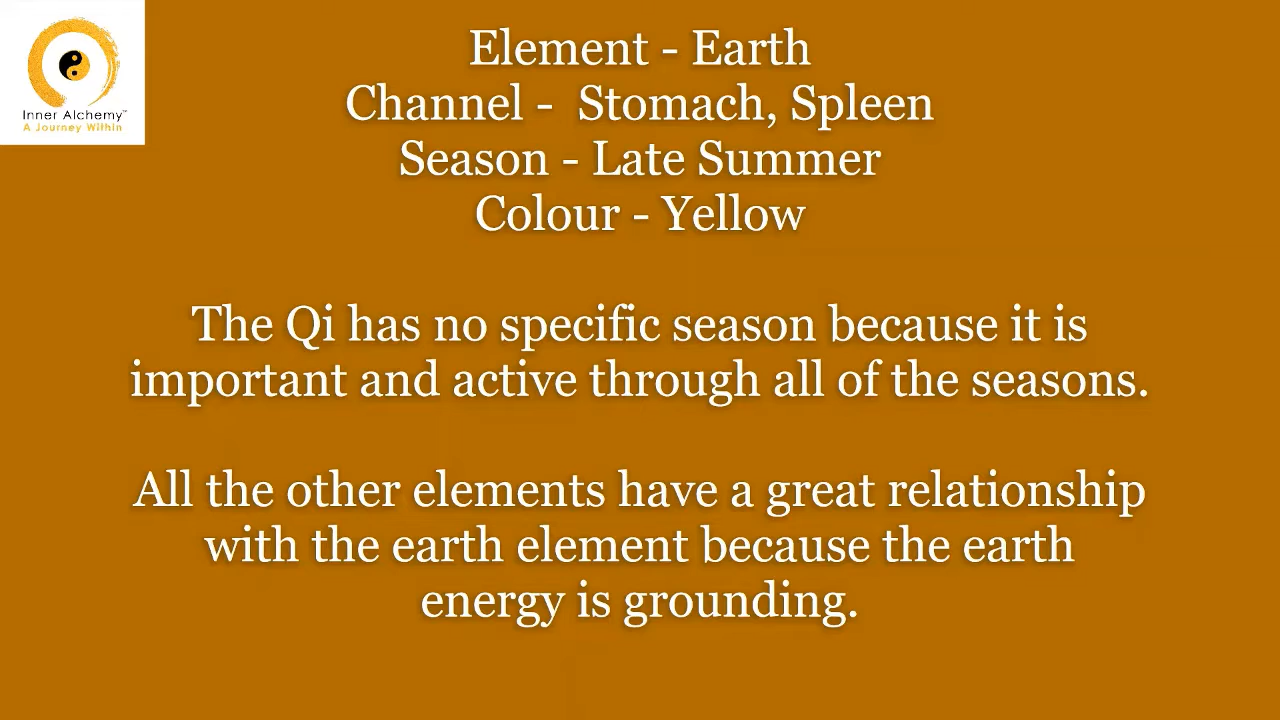 Inner Alchemy™
A Journey Within
Element - Earth
Channel - Stomach, Spleen
Season - Late Summer
Colour - Yellow
The Qi has no specific season because it is
important and active through all of the seasons.
All the other elements have a great relationship
with the earth element because the earth
energy is grounding.